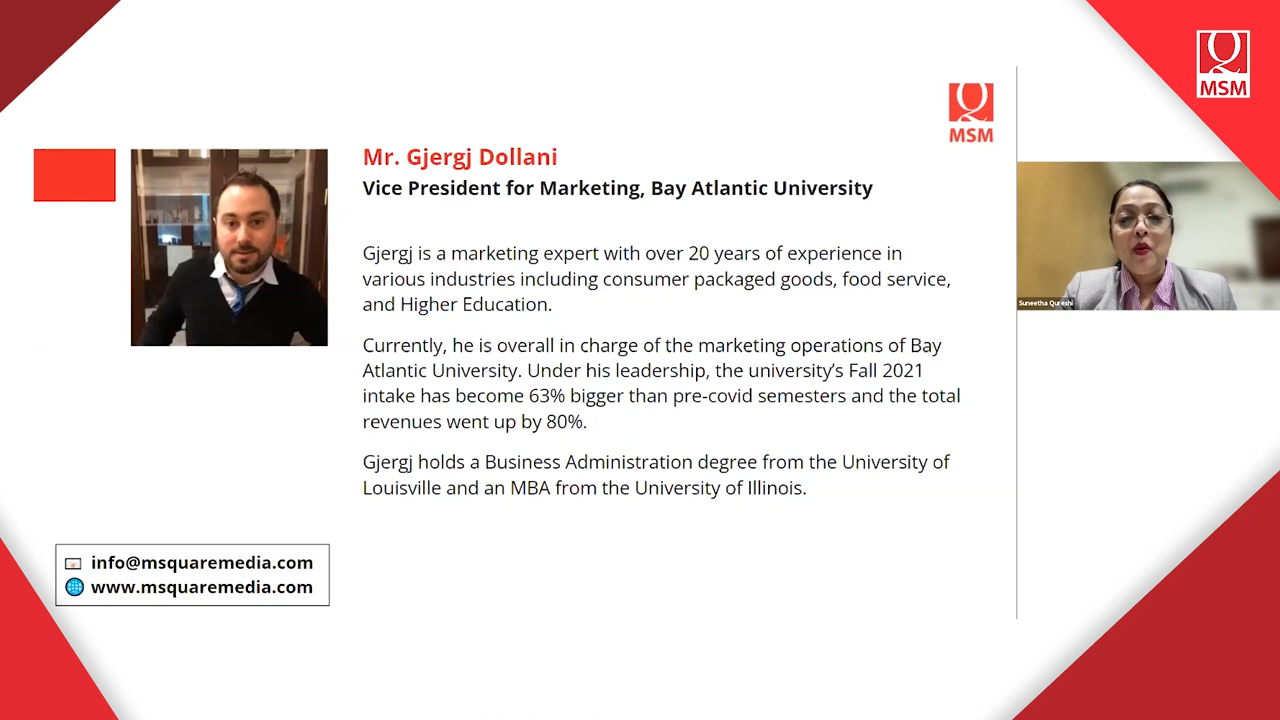 Q
MSM
Q
MSM
Mr. Gjergj Dollani
Vice President for Marketing, Bay Atlantic University
Gjergj is a marketing expert with over 20 years of experience in
various industries including consumer packaged goods, food service,
and Higher Education.
Currently, he is overall in charge of the marketing operations of Bay
Atlantic University. Under his leadership, the university's Fall 2021
intake has become 63% bigger than pre-covid semesters and the total
revenues went up by 80%.
Gjergj holds a Business Administration degree from the University of
Louisville and an MBA from the University of Illinois.
Suneetha Qureshi
info@msquaremedia.com
www.msquaremedia.com